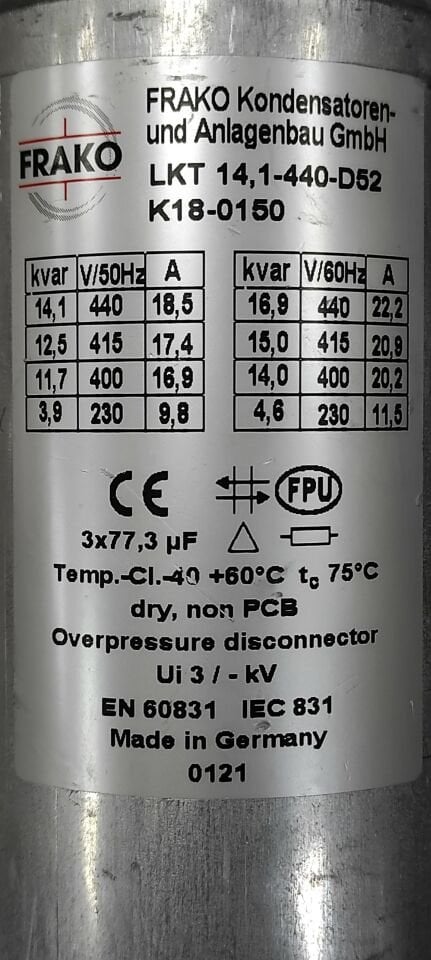 FRAKO
FRAKO Kondensatoren-
und Anlagenbau GmbH
LKT 14,1-440-D52
K18-0150
kvar V/50Hz A
14,1 440 18,5
12,5 415 17,4
11,7 400 16,9
3,9 230 9,8
kvar V/60Hz A
16,9 440 22,2
15,0 415 20,9
14,0 400 20,2
4,6 230 11,5
CE FPU
3x77,3 µF
Temp.-Cl.-40 +60°C tc 75°C
dry, non PCB
Overpressure disconnector
Ui 3 / - kV
EN 60831 IEC 831
Made in Germany
0121